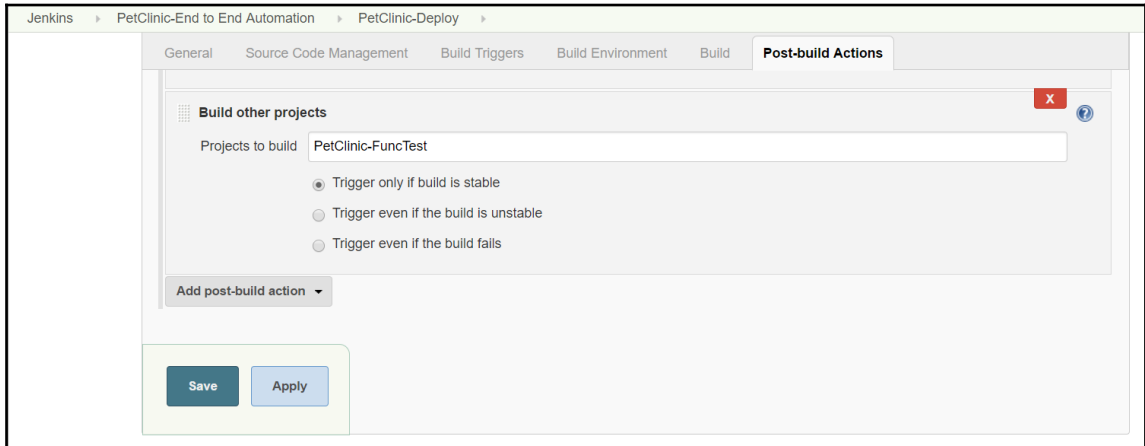 Jenkins PetClinic-End to End Automation PetClinic-Deploy
General Source Code Management Build Triggers Build Environment Build Post-build Actions
X
Build other projects
Projects to build PetClinic-FuncTest
Trigger only if build is stable
Trigger even if the build is unstable
Trigger even if the build fails
Add post-build action
Save Apply